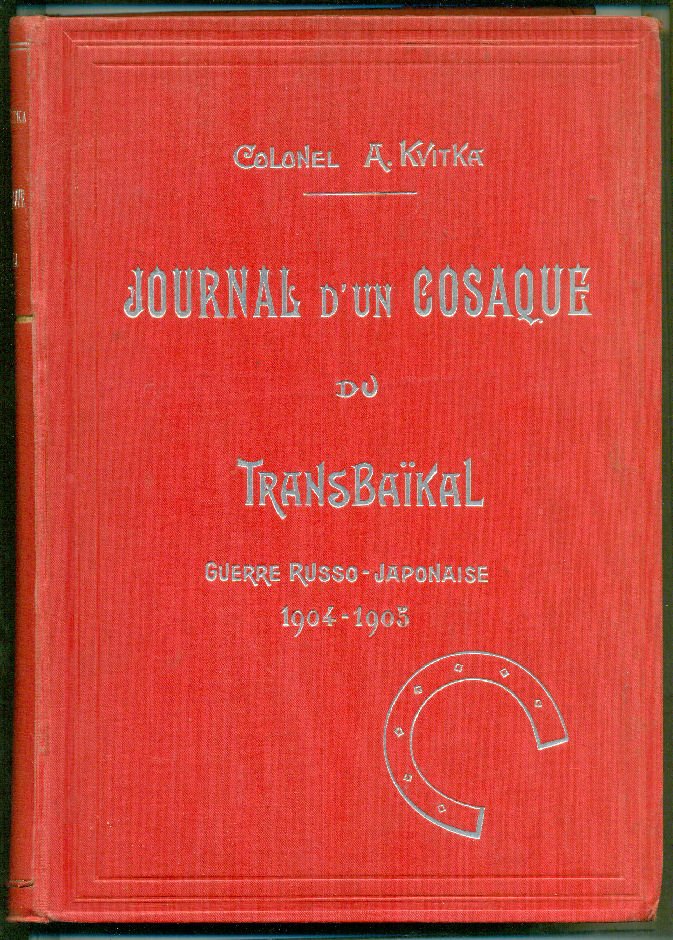 COLONEL A. KVITKA
JOURNAL D'UN COSAQUE
DU
TRANSBAÏKAL
GUERRE RUSSO-JAPONAISE
1904-1905